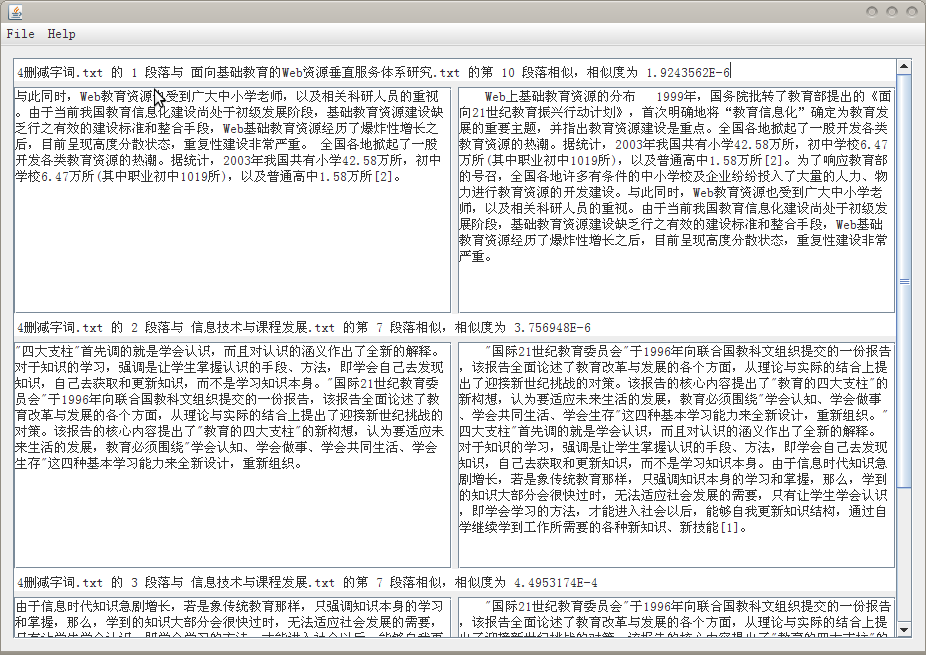 File Help
4删减字词.txt 的 1 段落与 面向基础教育的Web资源垂直服务体系研究.txt 的第 10 段落相似，相似度为 1.9243562E-6
与此同时，Web教育资源也受到广大中小学老师，以及相关科研人员的重视
。由于当前我国教育信息化建设尚处于初级发展阶段，基础教育资源建设缺
乏行之有效的建设标准和整合手段，Web基础教育资源经历了爆炸性增长之
后，目前呈现高度分散状态，重复性建设非常严重。 全国各地掀起了一股
开发各类教育资源的热潮。据统计，2003年我国共有小学42.58万所，初中
学校6.47万所(其中职业初中1019所)，以及普通高中1.58万所[2]。
Web上基础教育资源的分布 1999年，国务院批转了教育部提出的《面
向21世纪教育振兴行动计划》，首次明确地将“教育信息化”确定为教育发
展的重要主题，并指出教育资源建设是重点。全国各地掀起了一股开发各类
教育资源的热潮。据统计，2003年我国共有小学42.58万所，初中学校6.47
万所(其中职业初中1019所)，以及普通高中1.58万所[2]。为了响应教育部
的号召，全国各地许多有条件的中小学校及企业纷纷投入了大量的人力、物
力进行教育资源的开发建设。与此同时，Web教育资源也受到广大中小学老
师，以及相关科研人员的重视。由于当前我国教育信息化建设尚处于初级发
展阶段，基础教育资源建设缺乏行之有效的建设标准和整合手段，Web基础
教育资源经历了爆炸性增长之后，目前呈现高度分散状态，重复性建设非常
严重。
4删减字词.txt 的 2 段落与 信息技术与课程发展.txt 的第 7 段落相似，相似度为 3.756948E-6
"四大支柱"首先调的就是学会认识，而且对认识的涵义作出了全新的解释。
对于知识的学习，强调是让学生掌握认识的手段、方法，即学会自己去发现
知识，自己去获取和更新知识，而不是学习知识本身。"国际21世纪教育委
员会"于1996年向联合国教科文组织提交的一份报告，该报告全面论述了教
育改革与发展的各个方面，从理论与实际的结合上提出了迎接新世纪挑战的
对策。该报告的核心内容提出了"教育的四大支柱"的新构想，认为要适应未
来生活的发展，教育必须围绕"学会认知、学会做事、学会共同生活、学会
生存"这四种基本学习能力来全新设计，重新组织。
"国际21世纪教育委员会"于1996年向联合国教科文组织提交的一份报告
，该报告全面论述了教育改革与发展的各个方面，从理论与实际的结合上提
出了迎接新世纪挑战的对策。该报告的核心内容提出了"教育的四大支柱"的
新构想，认为要适应未来生活的发展，教育必须围绕"学会认知、学会做事
、学会共同生活、学会生存"这四种基本学习能力来全新设计，重新组织。"
四大支柱"首先调的就是学会认识，而且对认识的涵义作出了全新的解释。
对于知识的学习，强调是让学生掌握认识的手段、方法，即学会自己去发现
知识，自己去获取和更新知识，而不是学习知识本身。由于信息时代知识急
剧增长，若是象传统教育那样，只强调知识本身的学习和掌握，那么，学到
的知识大部分会很快过时，无法适应社会发展的需要，只有让学生学会认识
，即学会学习的方法，才能进入社会以后，能够自我更新知识结构，通过自
学继续学到工作所需要的各种新知识、新技能[1]。
4删减字词.txt 的 3 段落与 信息技术与课程发展.txt 的第 7 段落相似，相似度为 4.4953174E-4
由于信息时代知识急剧增长，若是象传统教育那样，只强调知识本身的学习
和掌握，那么，学到的知识大部分会很快过时，无法适应社会发展的需要，
只有让学生学会认识，即学会学习的方法，才能进入社会以后，能够自我更
"国际21世纪教育委员会"于1996年向联合国教科文组织提交的一份报告
，该报告全面论述了教育改革与发展的各个方面，从理论与实际的结合上提
出了迎接新世纪挑战的对策。该报告的核心内容提出了"教育的四大支柱"的